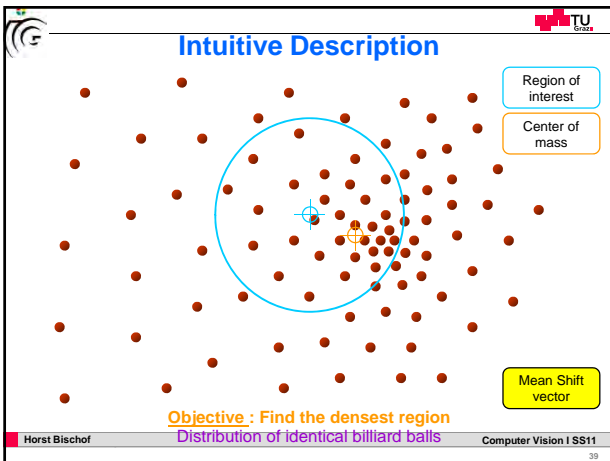 TU
Graz
Intuitive Description
Region of
interest
Center of
mass
Mean Shift
vector
Objective : Find the densest region
Distribution of identical billiard balls
Horst Bischof
Computer Vision I SS11
39